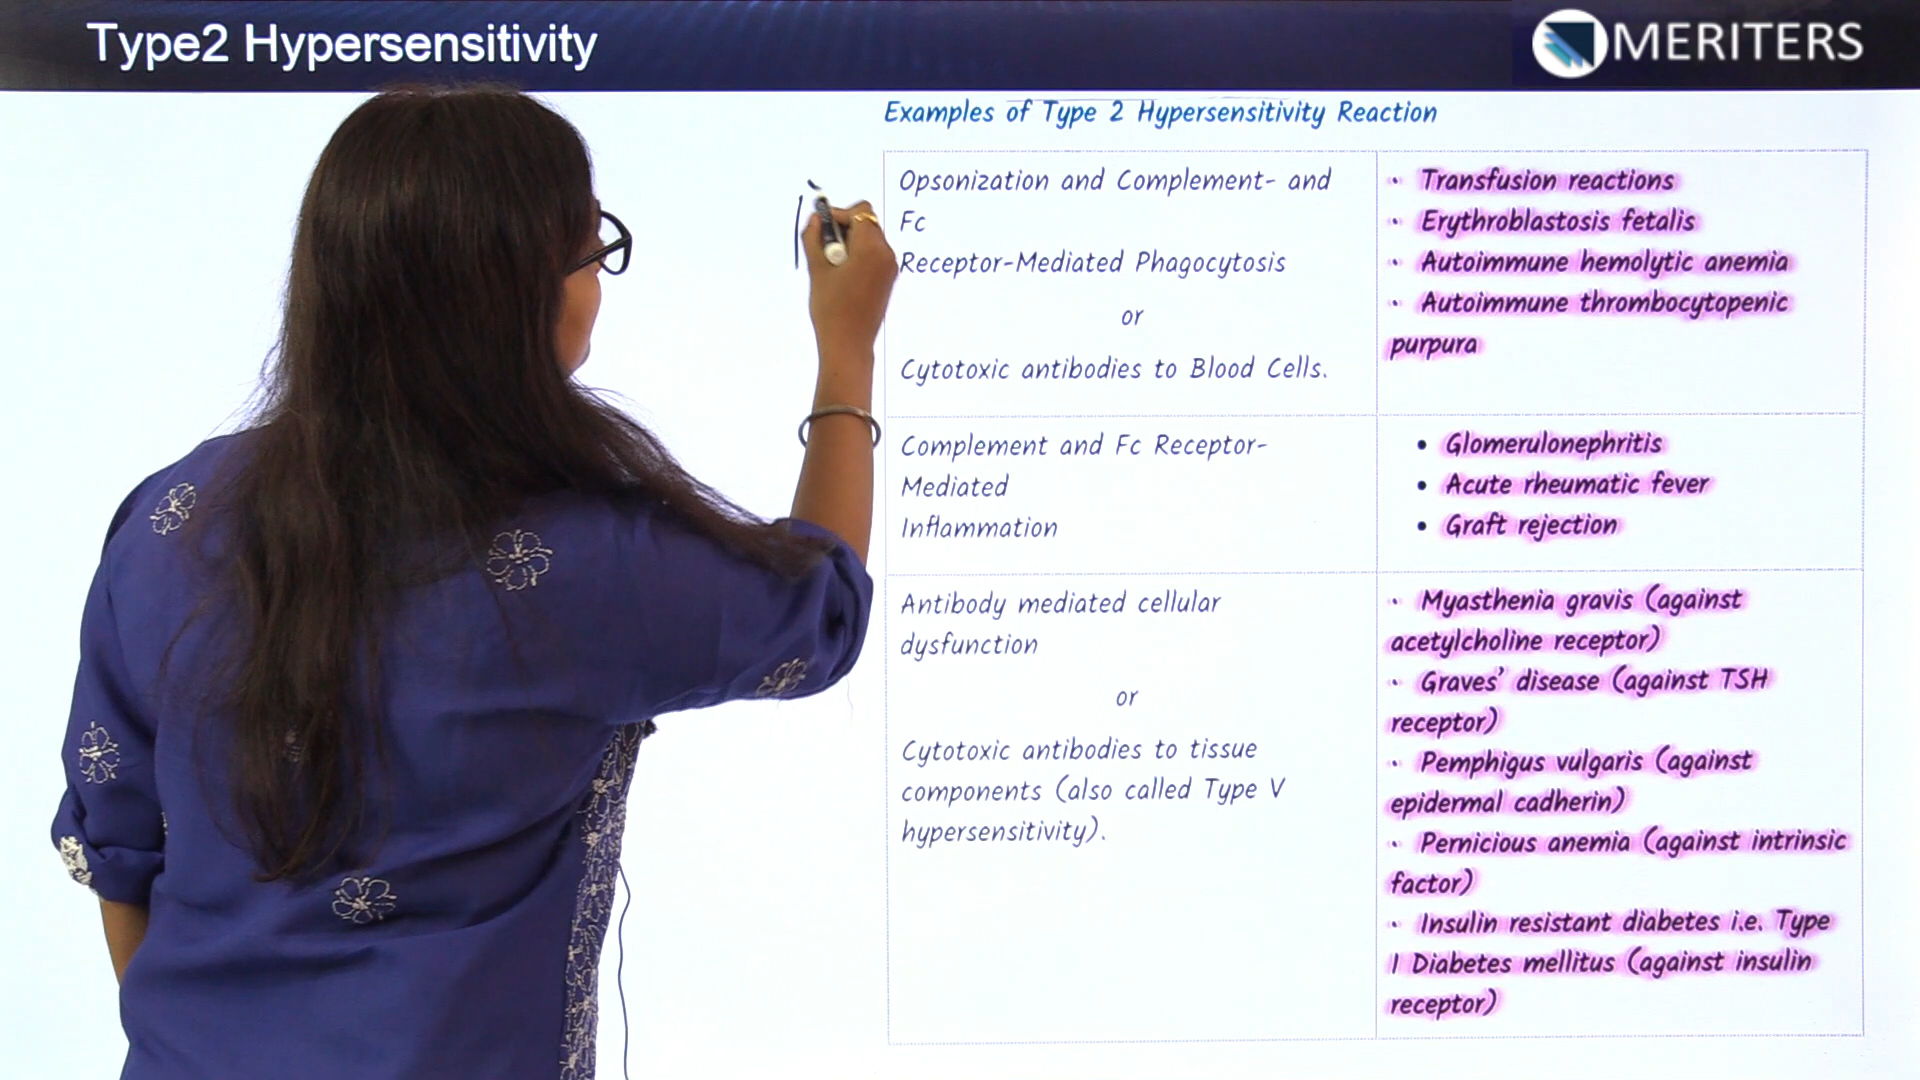 Type2 Hypersensitivity
MERITERS
Examples of Type 2 Hypersensitivity Reaction
Opsonization and Complement- and
Fc
Receptor-Mediated Phagocytosis
or
Cytotoxic antibodies to Blood Cells.
• Transfusion reactions
• Erythroblastosis fetalis
• Autoimmune hemolytic anemia
• Autoimmune thrombocytopenic
purpura
Complement and Fc Receptor-
Mediated
Inflammation
• Glomerulonephritis
• Acute rheumatic fever
• Graft rejection
Antibody mediated cellular
dysfunction
or
Cytotoxic antibodies to tissue
components (also called Type V
hypersensitivity).
• Myasthenia gravis (against
acetylcholine receptor)
• Graves’ disease (against TSH
receptor)
• Pemphigus vulgaris (against
epidermal cadherin)
• Pernicious anemia (against intrinsic
factor)
• Insulin resistant diabetes i.e. Type
I Diabetes mellitus (against insulin
receptor)